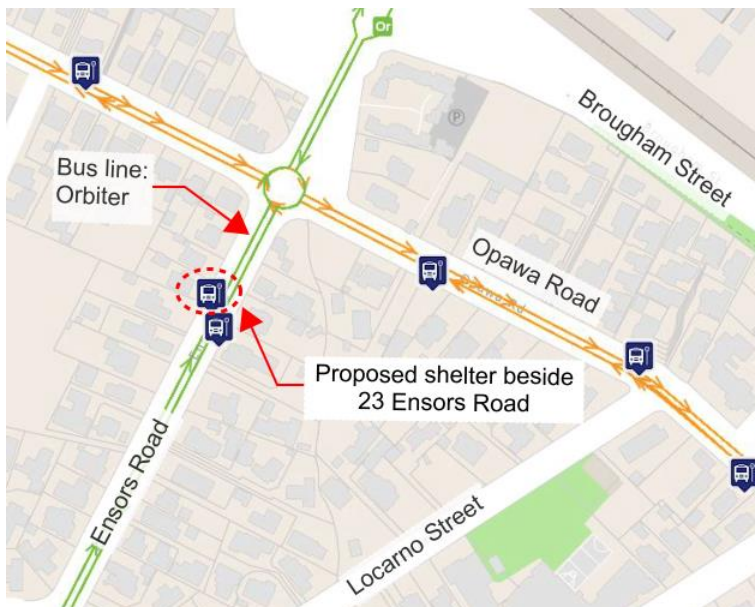 Or
Brougham Street
P
Bus line:
Orbiter
Opawa Road
Proposed shelter beside
23 Ensors Road
Ensors Road
Locarno Street